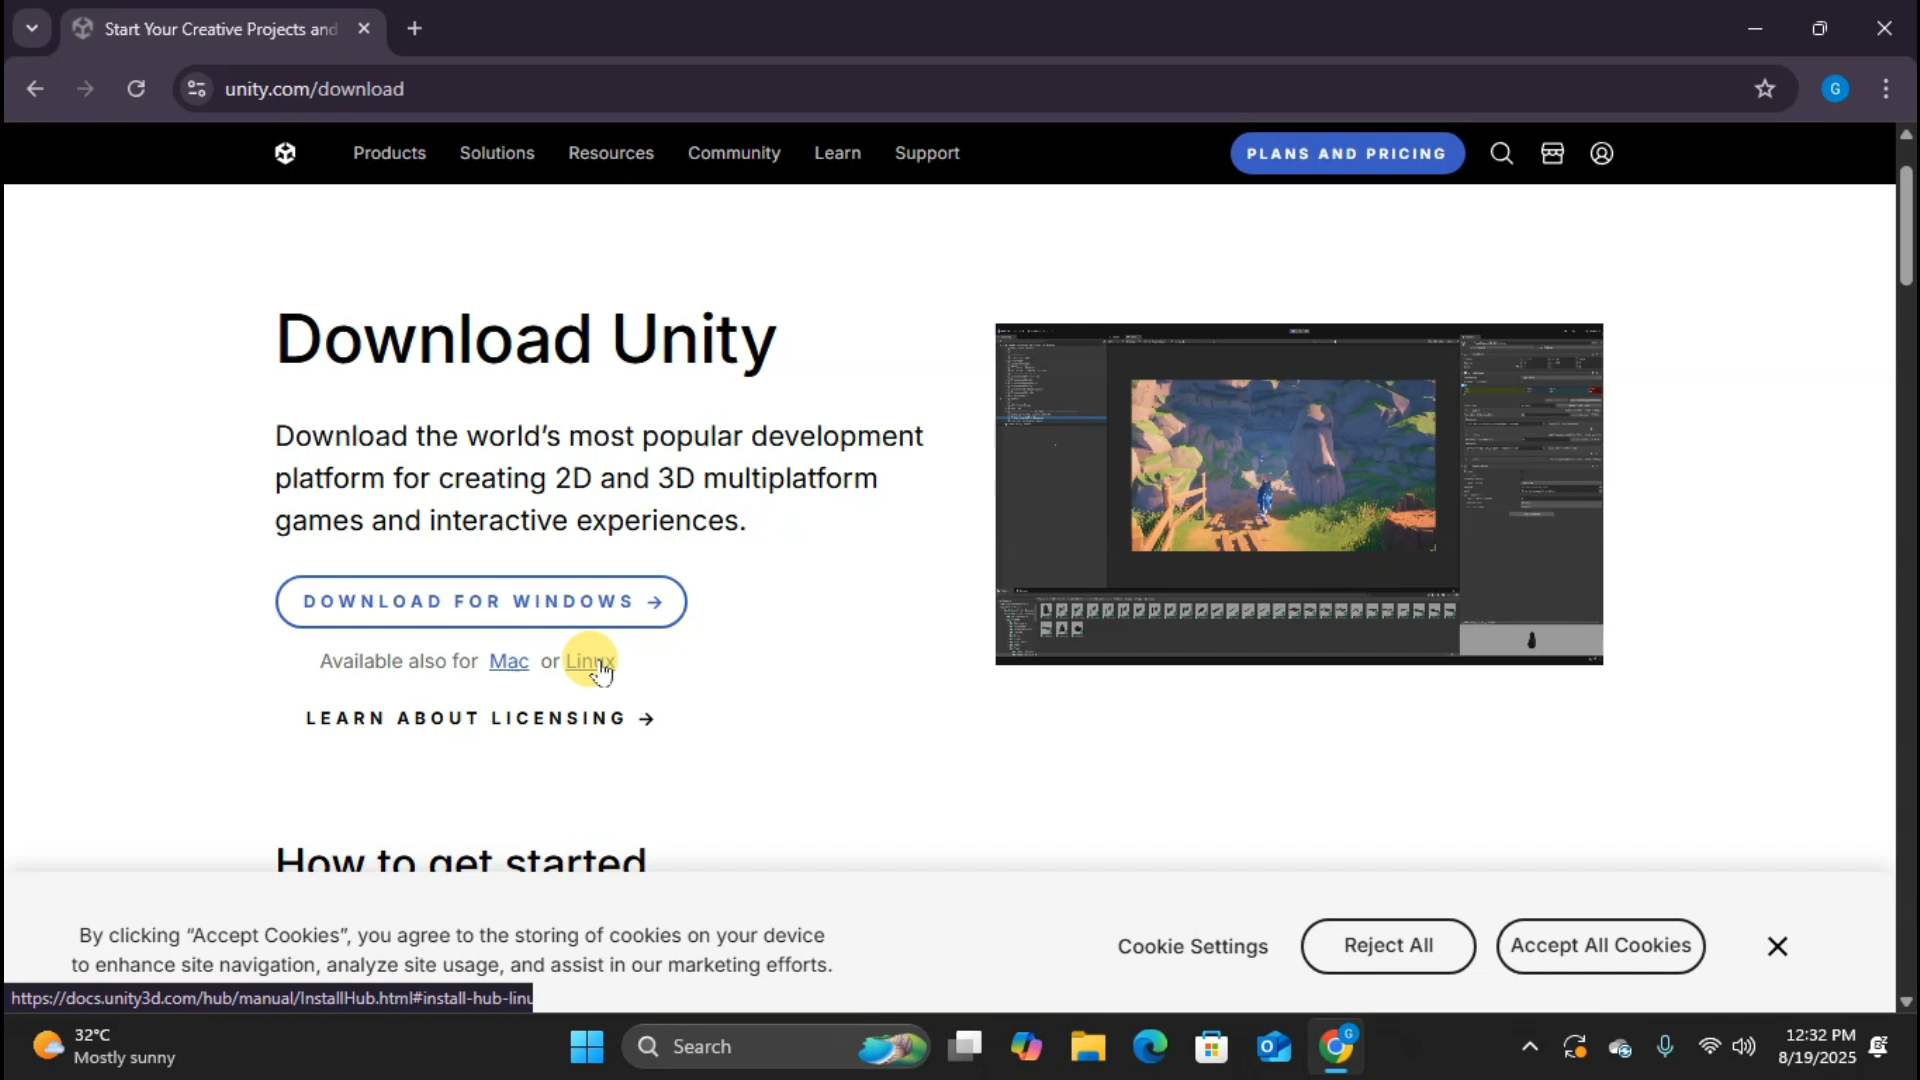 Start Your Creative Projects and
unity.com/download
G
Products
Solutions
Resources
Community
Learn
Support
PLANS AND PRICING
Download Unity
Download the world's most popular development
platform for creating 2D and 3D multiplatform
games and interactive experiences.
DOWNLOAD FOR WINDOWS →
Available also for Mac or Linux
LEARN ABOUT LICENSING →
How to get started
By clicking "Accept Cookies", you agree to the storing of cookies on your device
to enhance site navigation, analyze site usage, and assist in our marketing efforts.
Cookie Settings
Reject All
Accept All Cookies
https://docs.unity3d.com/hub/manual/InstallHub.html#install-hub-linu
32°C
Mostly sunny
Search
G
12:32 PM
8/19/2025